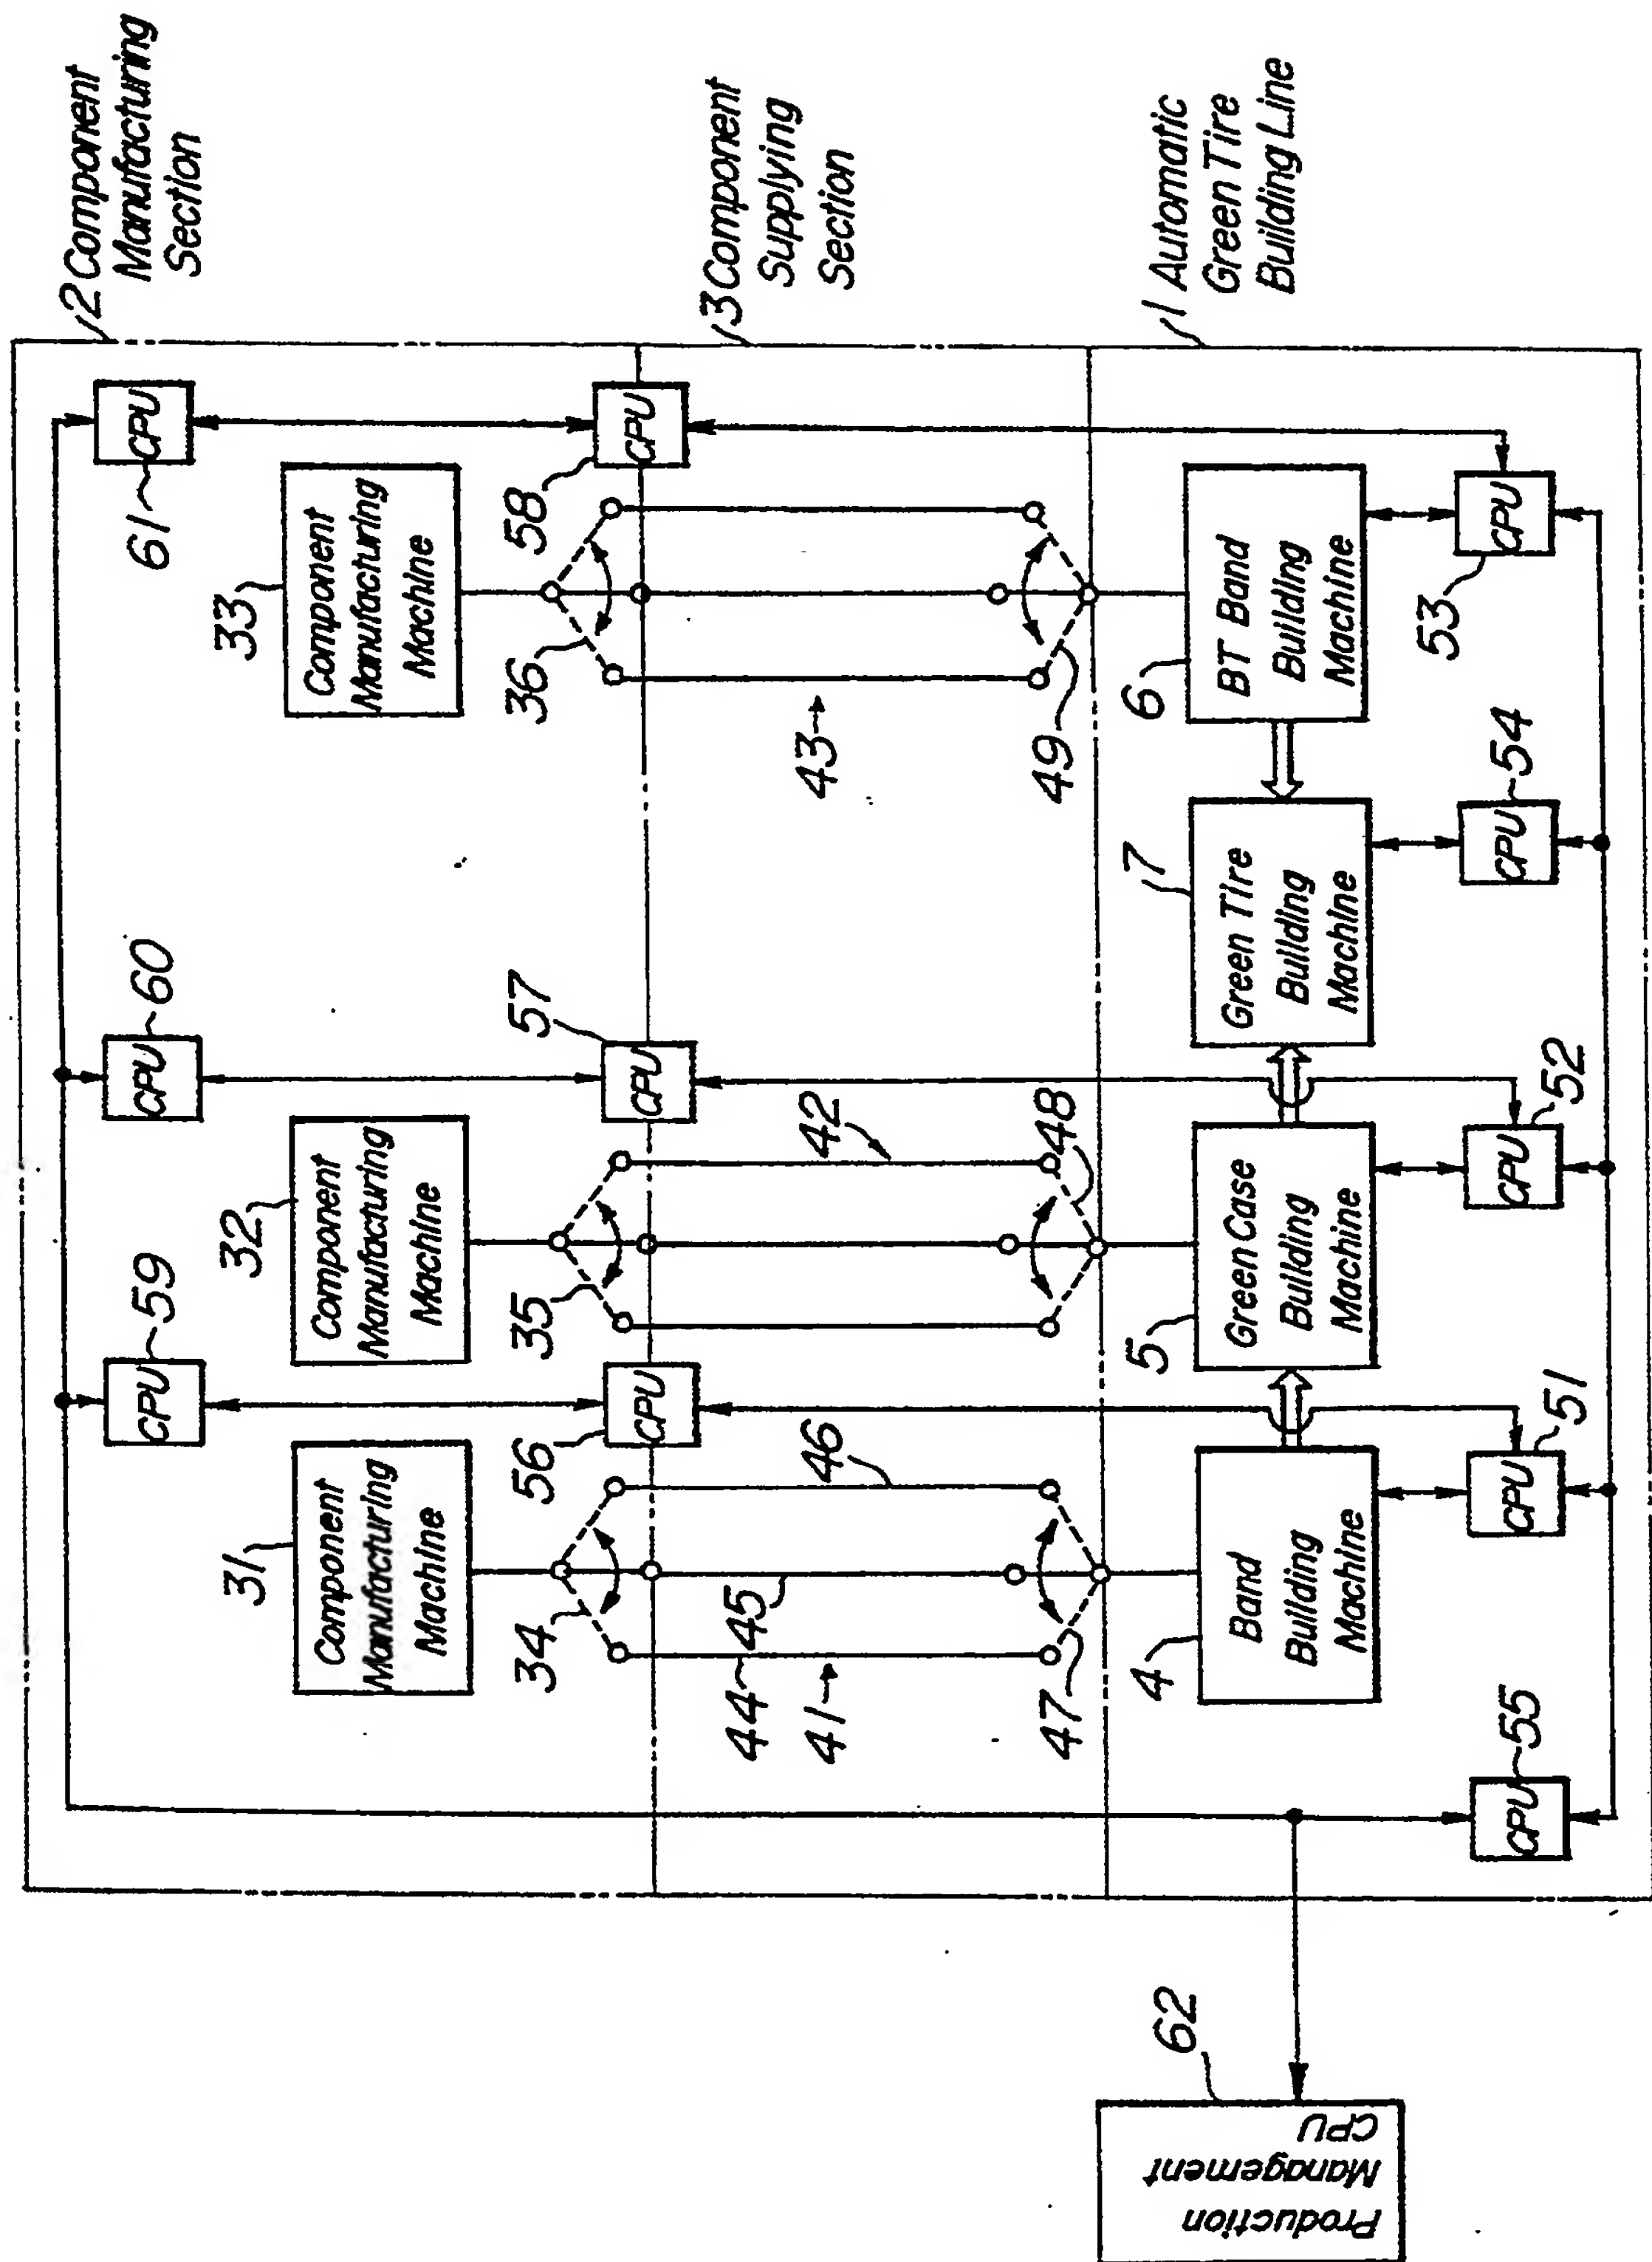 2 Component
Manufacturing
Section
3 Component
Supplying
Section
1 Automatic
Green Tire
Building Line
59
CPU
60
CPU
61
CPU
31
Component
Manufacturing
Machine
32
Component
Manufacturing
Machine
33
Component
Manufacturing
Machine
34
56
CPU
35
57
CPU
36
58
CPU
44
45
46
41
42
43
47
48
49
4
Band
Building
Machine
5
Green Case
Building
Machine
7
Green Tire
Building
Machine
6
BT Band
Building
Machine
55
CPU
51
CPU
52
CPU
54
CPU
53
CPU
62
Production
Management
CPU